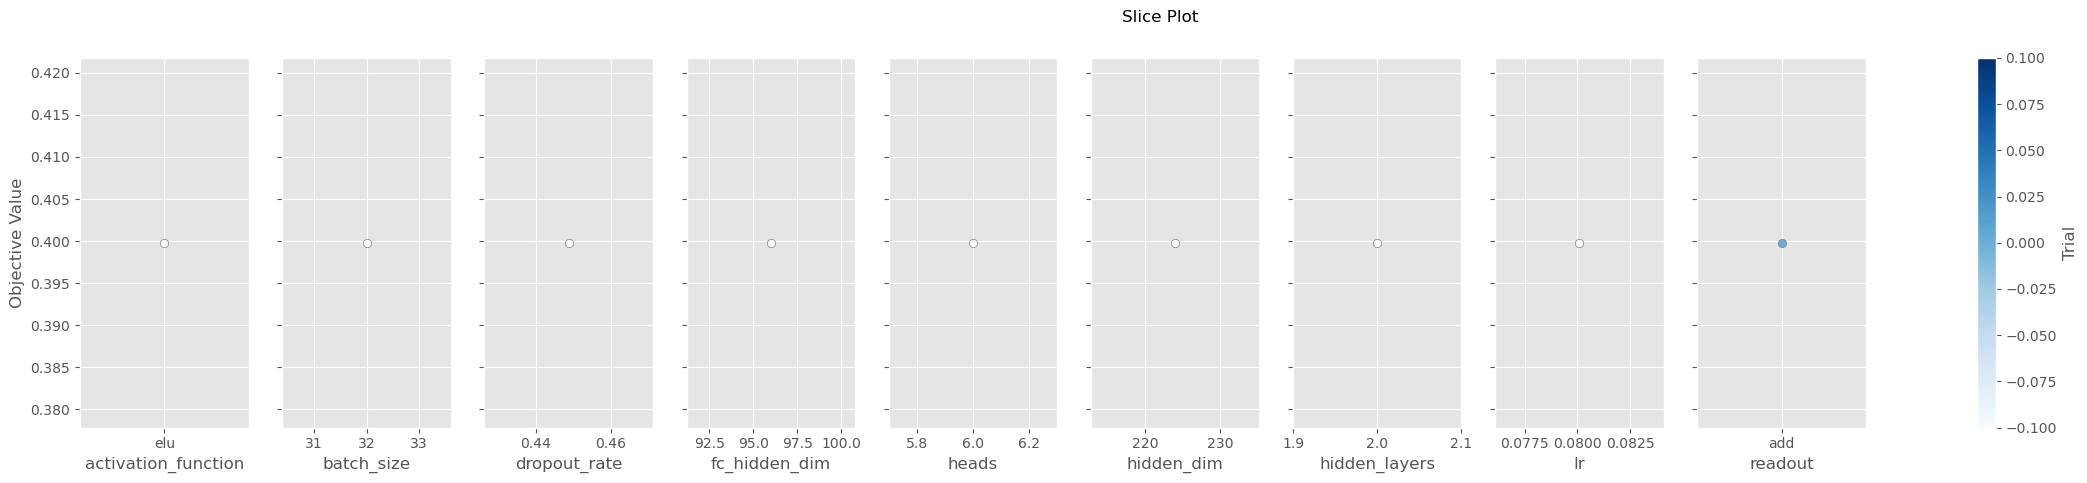 Slice Plot
Objective Value
0.420
0.415
0.410
0.405
0.400
0.395
0.390
0.385
0.380
elu
activation_function
31 32 33
batch_size
0.44 0.46
dropout_rate
92.5 95.0 97.5 100.0
fc_hidden_dim
5.8 6.0 6.2
heads
220 230
hidden_dim
1.9 2.0 2.1
hidden_layers
0.0775 0.0800 0.0825
lr
add
readout
0.100
0.075
0.050
0.025
0.000
−0.025
−0.050
−0.075
−0.100
Trial